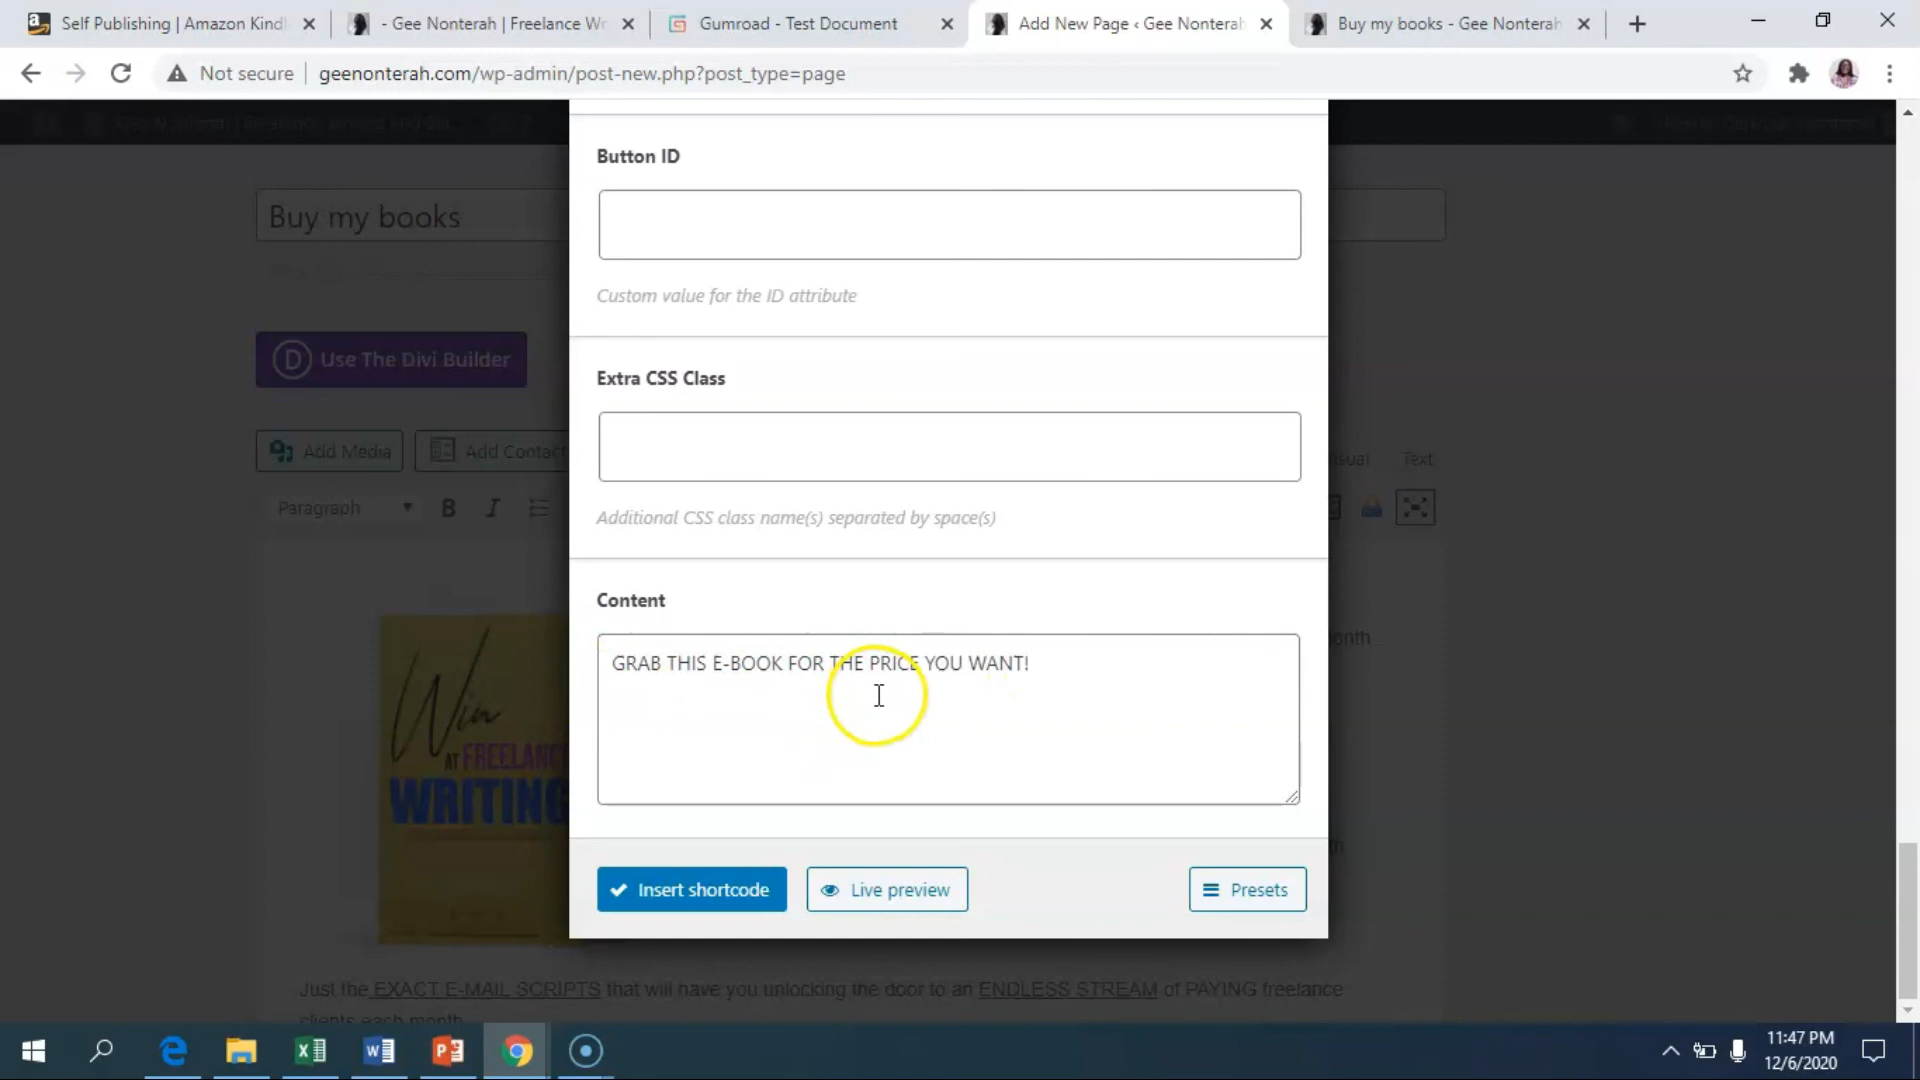 Self Publishing | Amazon Kindl
- Gee Nonterah | Freelance Wr
Gumroad - Test Document
Add New Page ‹ Gee Nonterah
Buy my books - Gee Nonterah
Not secure
geenonterah.com/wp-admin/post-new.php?post_type=page
Button ID
Buy my books
Custom value for the ID attribute
D Use The Divi Builder
Extra CSS Class
Add Media
Add Contact
Text
Paragraph
B I
Additional CSS class name(s) separated by space(s)
Content
GRAB THIS E-BOOK FOR THE PRICE YOU WANT!
Win
AT FREELANC
WRITING
Insert shortcode
Live preview
Presets
Just the EXACT E-MAIL SCRIPTS that will have you unlocking the door to an ENDLESS STREAM of PAYING freelance
clients each month
11:47 PM
12/6/2020